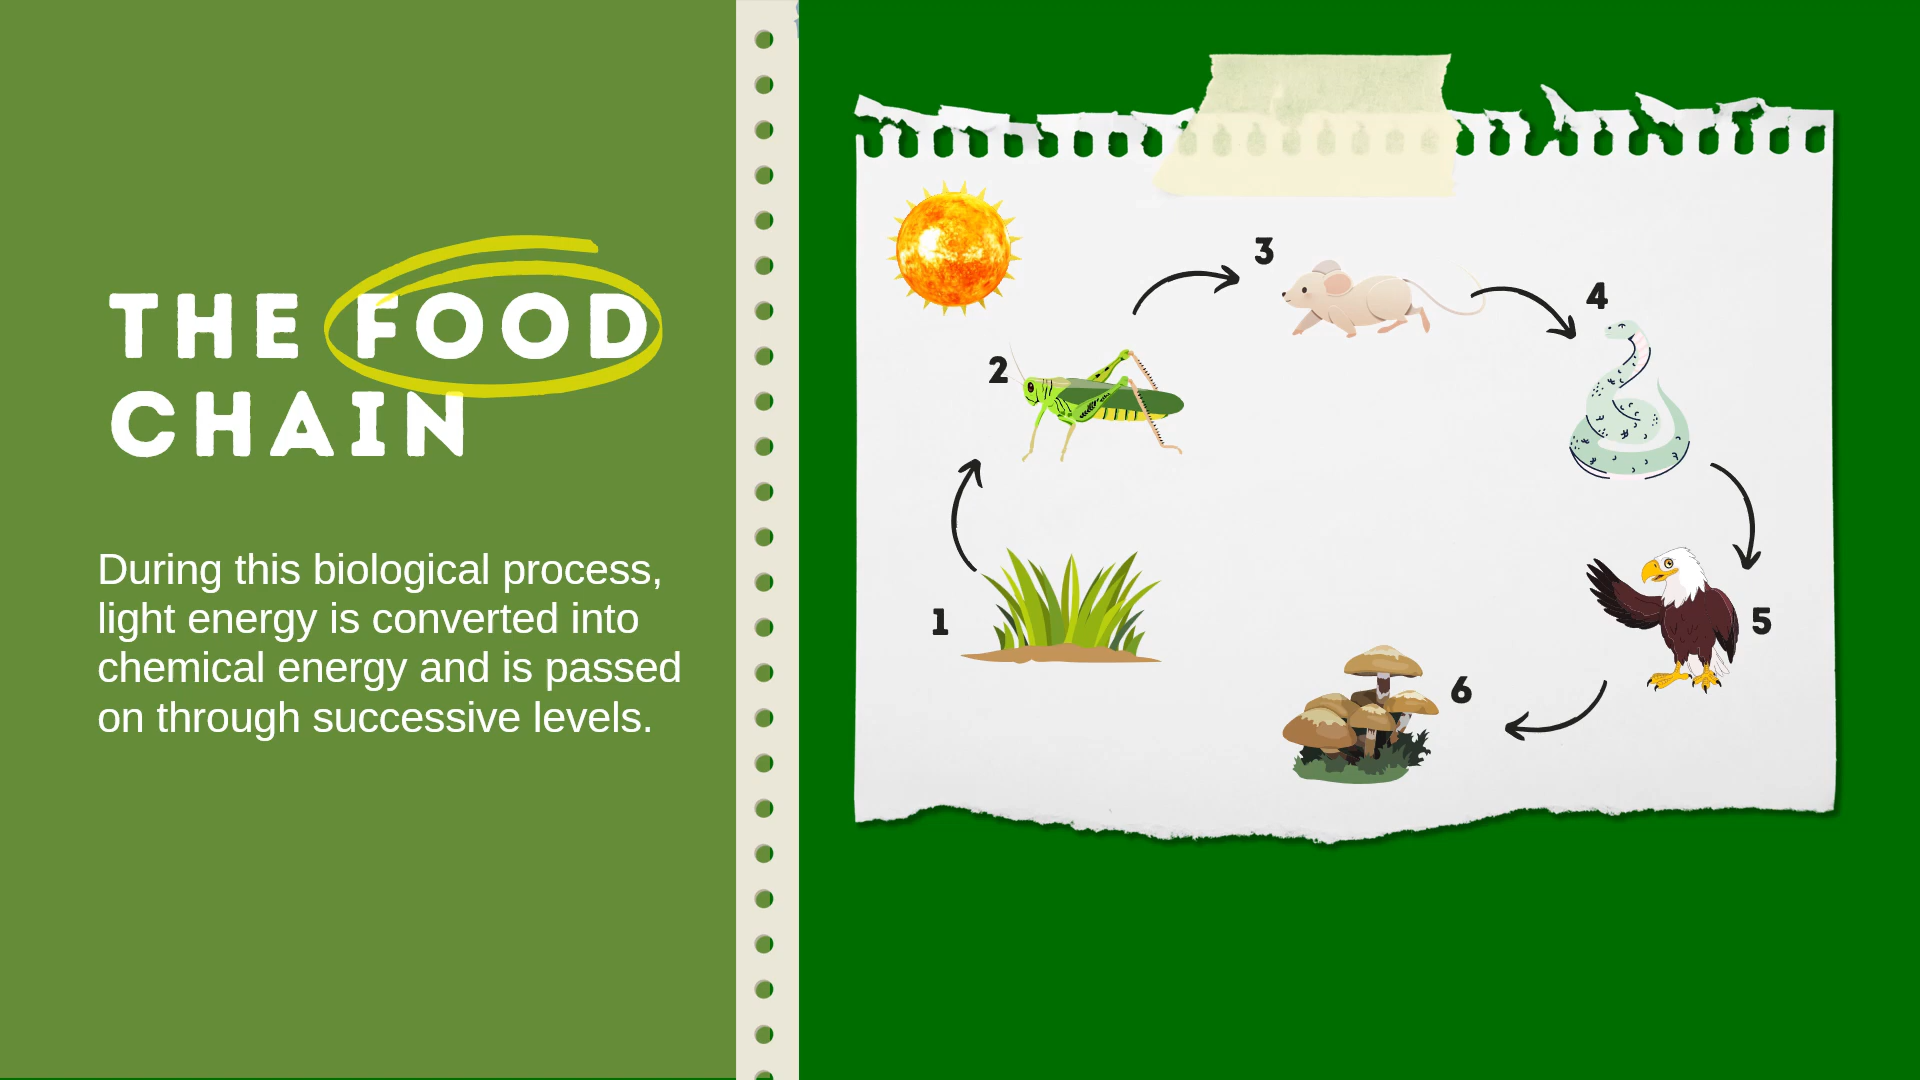 THE FOOD
CHAIN
During this biological process,
light energy is converted into
chemical energy and is passed
on through successive levels.
3
4
2
1
5
6